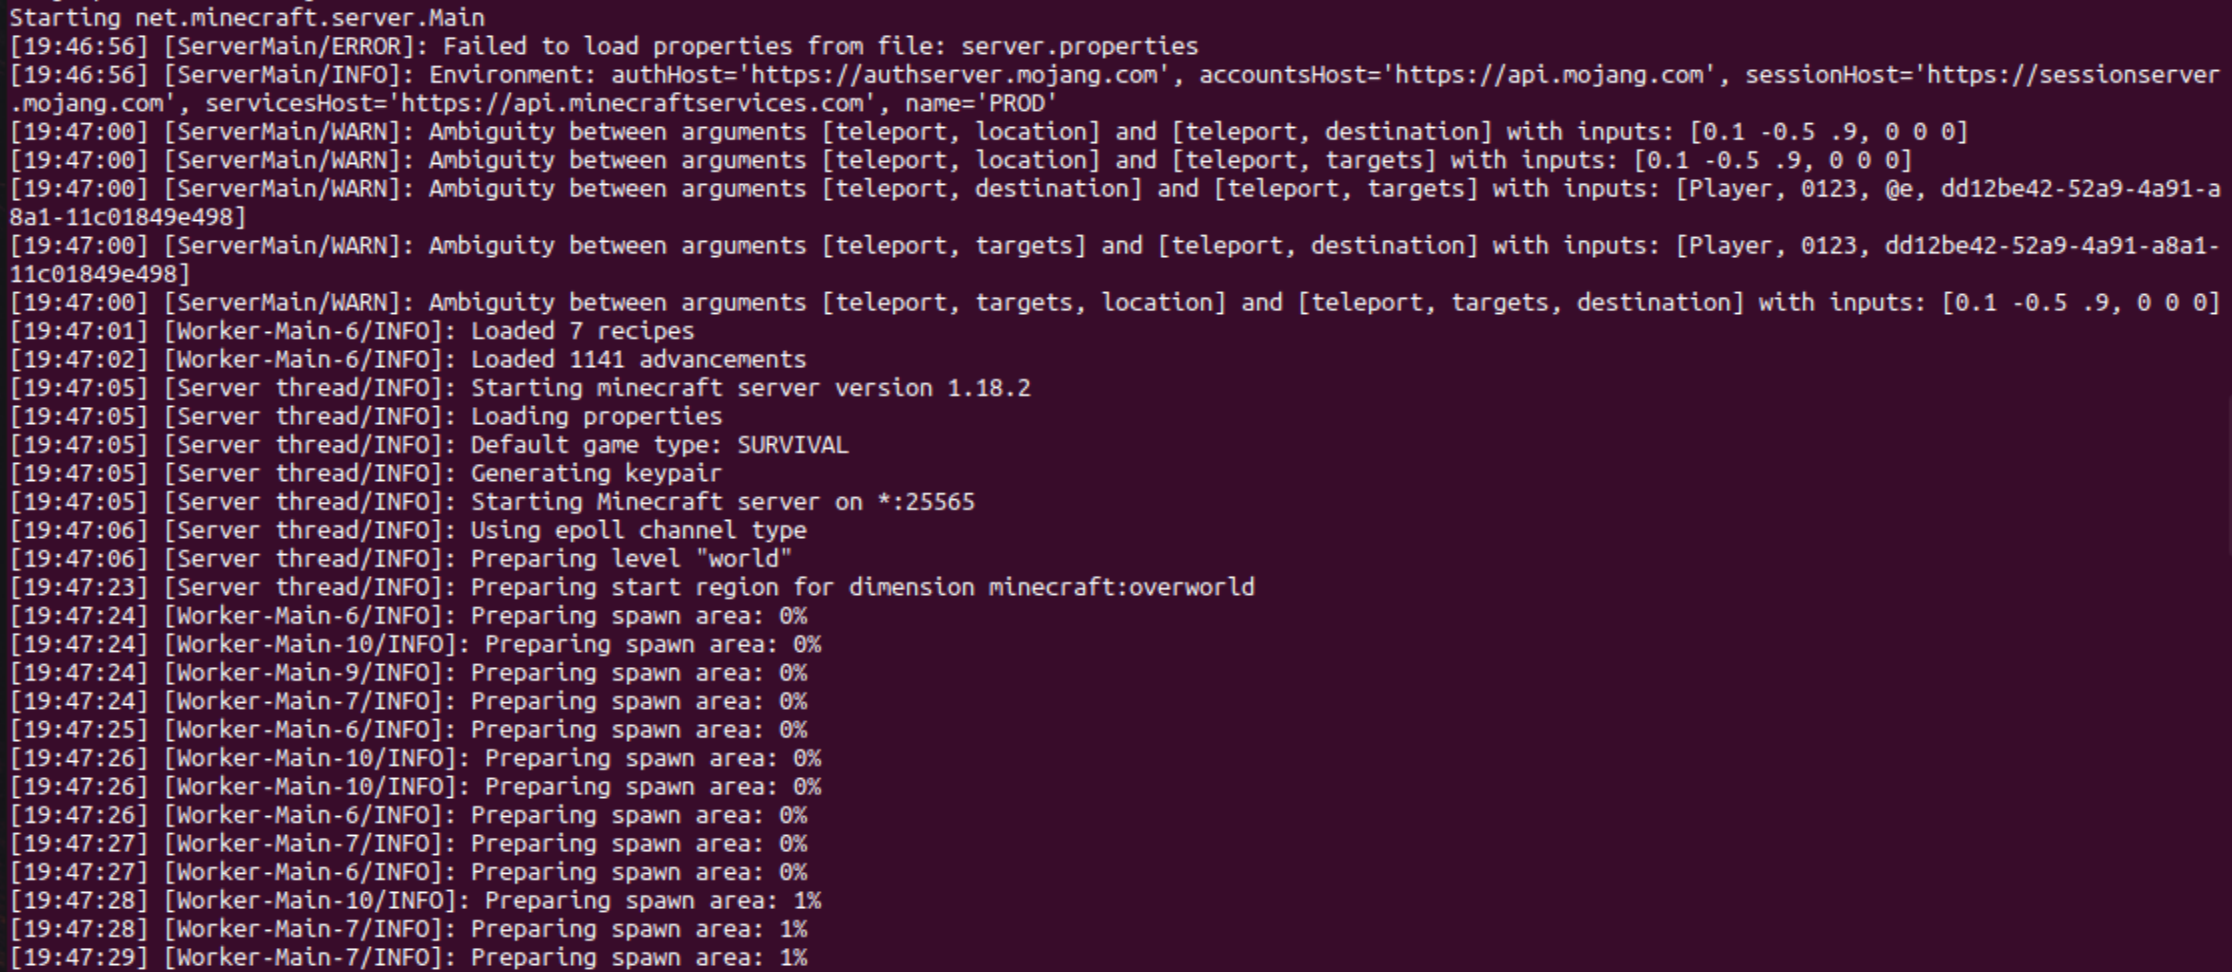 Starting net.minecraft.server.Main
[19:46:56] [ServerMain/ERROR]: Failed to load properties from file: server.properties
[19:46:56] [ServerMain/INFO]: Environment: authHost='https://authserver.mojang.com', accountsHost='https://api.mojang.com', sessionHost='https://sessionserver
.mojang.com', servicesHost='https://api.minecraftservices.com', name='PROD'
[19:47:00] [ServerMain/WARN]: Ambiguity between arguments [teleport, location] and [teleport, destination] with inputs: [0.1 -0.5 .9, 0 0 0]
[19:47:00] [ServerMain/WARN]: Ambiguity between arguments [teleport, location] and [teleport, targets] with inputs: [0.1 -0.5 .9, 0 0 0]
[19:47:00] [ServerMain/WARN]: Ambiguity between arguments [teleport, destination] and [teleport, targets] with inputs: [Player, 0123, @e, dd12be42-52a9-4a91-a
8a1-11c01849e498]
[19:47:00] [ServerMain/WARN]: Ambiguity between arguments [teleport, targets] and [teleport, destination] with inputs: [Player, 0123, dd12be42-52a9-4a91-a8a1-
11c01849e498]
[19:47:00] [ServerMain/WARN]: Ambiguity between arguments [teleport, targets, location] and [teleport, targets, destination] with inputs: [0.1 -0.5 .9, 0 0 0]
[19:47:01] [Worker-Main-6/INFO]: Loaded 7 recipes
[19:47:02] [Worker-Main-6/INFO]: Loaded 1141 advancements
[19:47:05] [Server thread/INFO]: Starting minecraft server version 1.18.2
[19:47:05] [Server thread/INFO]: Loading properties
[19:47:05] [Server thread/INFO]: Default game type: SURVIVAL
[19:47:05] [Server thread/INFO]: Generating keypair
[19:47:05] [Server thread/INFO]: Starting Minecraft server on *:25565
[19:47:06] [Server thread/INFO]: Using epoll channel type
[19:47:06] [Server thread/INFO]: Preparing level "world"
[19:47:23] [Server thread/INFO]: Preparing start region for dimension minecraft:overworld
[19:47:24] [Worker-Main-6/INFO]: Preparing spawn area: 0%
[19:47:24] [Worker-Main-10/INFO]: Preparing spawn area: 0%
[19:47:24] [Worker-Main-9/INFO]: Preparing spawn area: 0%
[19:47:24] [Worker-Main-7/INFO]: Preparing spawn area: 0%
[19:47:25] [Worker-Main-6/INFO]: Preparing spawn area: 0%
[19:47:26] [Worker-Main-10/INFO]: Preparing spawn area: 0%
[19:47:26] [Worker-Main-10/INFO]: Preparing spawn area: 0%
[19:47:26] [Worker-Main-6/INFO]: Preparing spawn area: 0%
[19:47:27] [Worker-Main-7/INFO]: Preparing spawn area: 0%
[19:47:27] [Worker-Main-6/INFO]: Preparing spawn area: 0%
[19:47:28] [Worker-Main-10/INFO]: Preparing spawn area: 1%
[19:47:28] [Worker-Main-7/INFO]: Preparing spawn area: 1%
[19:47:29] [Worker-Main-7/INFO]: Preparing spawn area: 1%